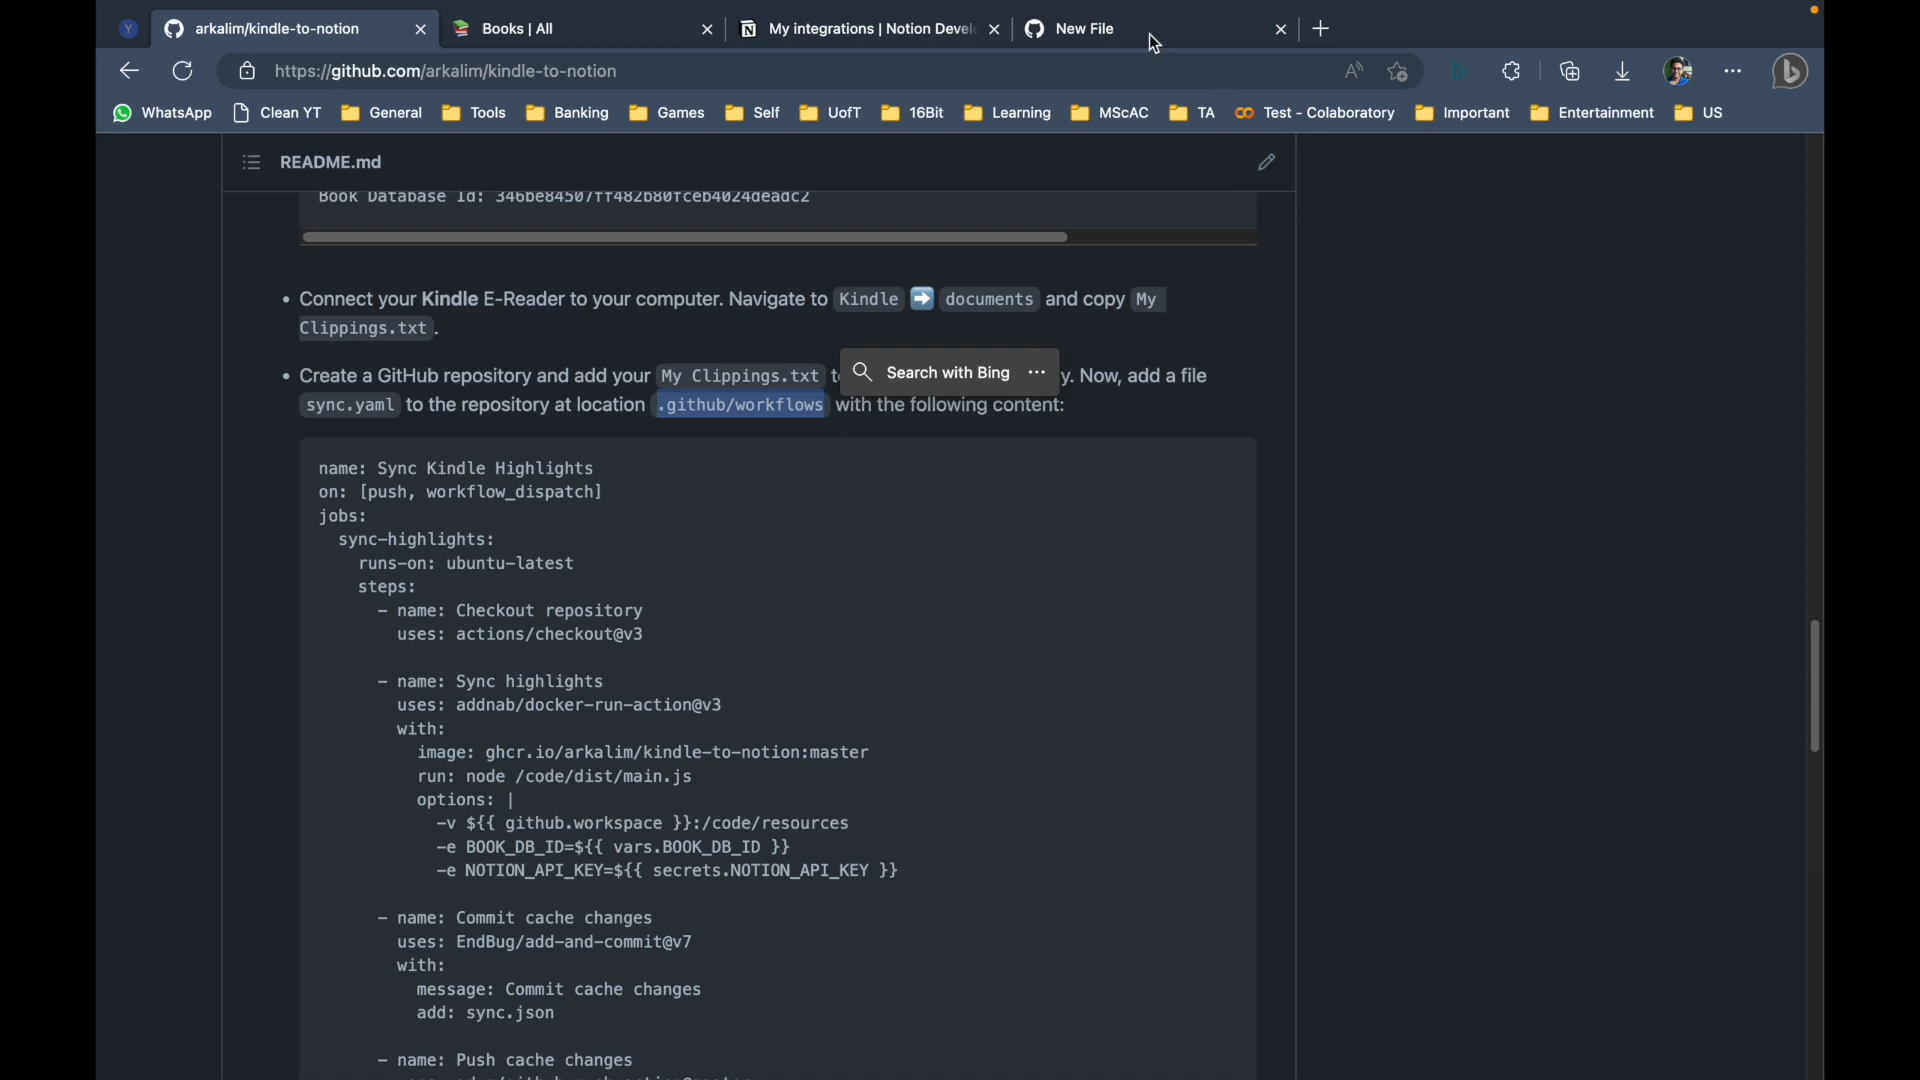 Y
arkalim/kindle-to-notion
Books | All
My integrations | Notion Devel
New File
https://github.com/arkalim/kindle-to-notion
WhatsApp
Clean YT
General
Tools
Banking
Games
Self
UofT
16Bit
Learning
MScAC
TA
Test - Colaboratory
Important
Entertainment
US
README.md
Book Database Id: 346be84507ff482b80fceb4024deadc2
Connect your Kindle E-Reader to your computer. Navigate to Kindle ➡ documents and copy My
Clippings.txt.
Create a GitHub repository and add your My Clippings.txt y. Now, add a file
Search with Bing
sync.yaml to the repository at location .github/workflows with the following content:
name: Sync Kindle Highlights
on: [push, workflow_dispatch]
jobs:
sync-highlights:
runs-on: ubuntu-latest
steps:
- name: Checkout repository
uses: actions/checkout@v3
- name: Sync highlights
uses: addnab/docker-run-action@v3
with:
image: ghcr.io/arkalim/kindle-to-notion:master
run: node /code/dist/main.js
options: |
-v ${{ github.workspace }}:/code/resources
-e BOOK_DB_ID=${{ vars.BOOK_DB_ID }}
-e NOTION_API_KEY=${{ secrets.NOTION_API_KEY }}
- name: Commit cache changes
uses: EndBug/add-and-commit@v7
with:
message: Commit cache changes
add: sync.json
- name: Push cache changes